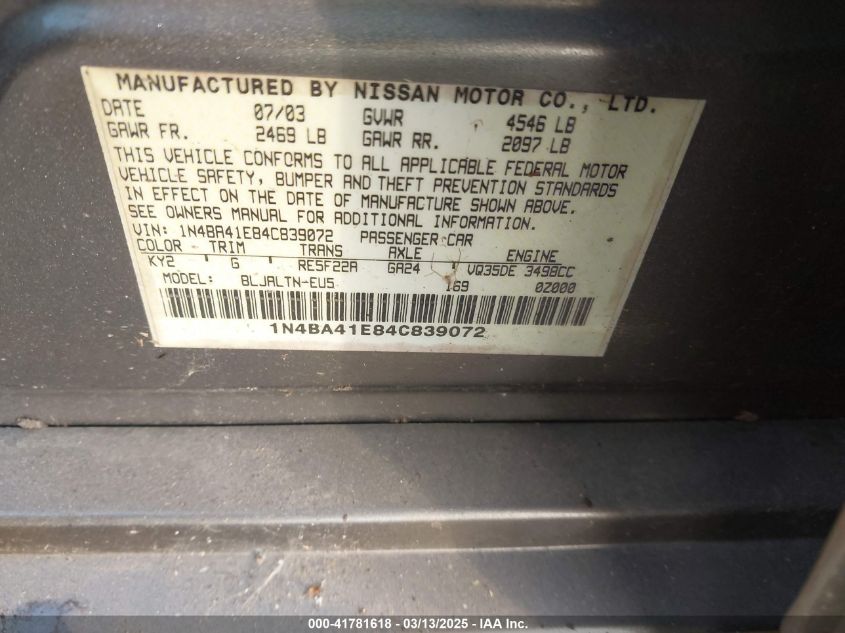 MANUFACTURED BY NISSAN MOTOR CO., LTD.
DATE 07/03 GVWR 4546 LB
GAWR FR. 2469 LB GAWR RR. 2097 LB
THIS VEHICLE CONFORMS TO ALL APPLICABLE FEDERAL MOTOR
VEHICLE SAFETY, BUMPER AND THEFT PREVENTION STANDARDS
IN EFFECT ON THE DATE OF MANUFACTURE SHOWN ABOVE.
SEE OWNERS MANUAL FOR ADDITIONAL INFORMATION.
VIN: 1N4BA41E84C839072 PASSENGER CAR
COLOR TRIM TRANS AXLE ENGINE
KY2 G RE5F22A GA24 VQ35DE 3498CC
MODEL: BLJALTN-EU5 169 0Z000
1N4BA41E84C839072
000-41781618 - 03/13/2025 - IAA Inc.